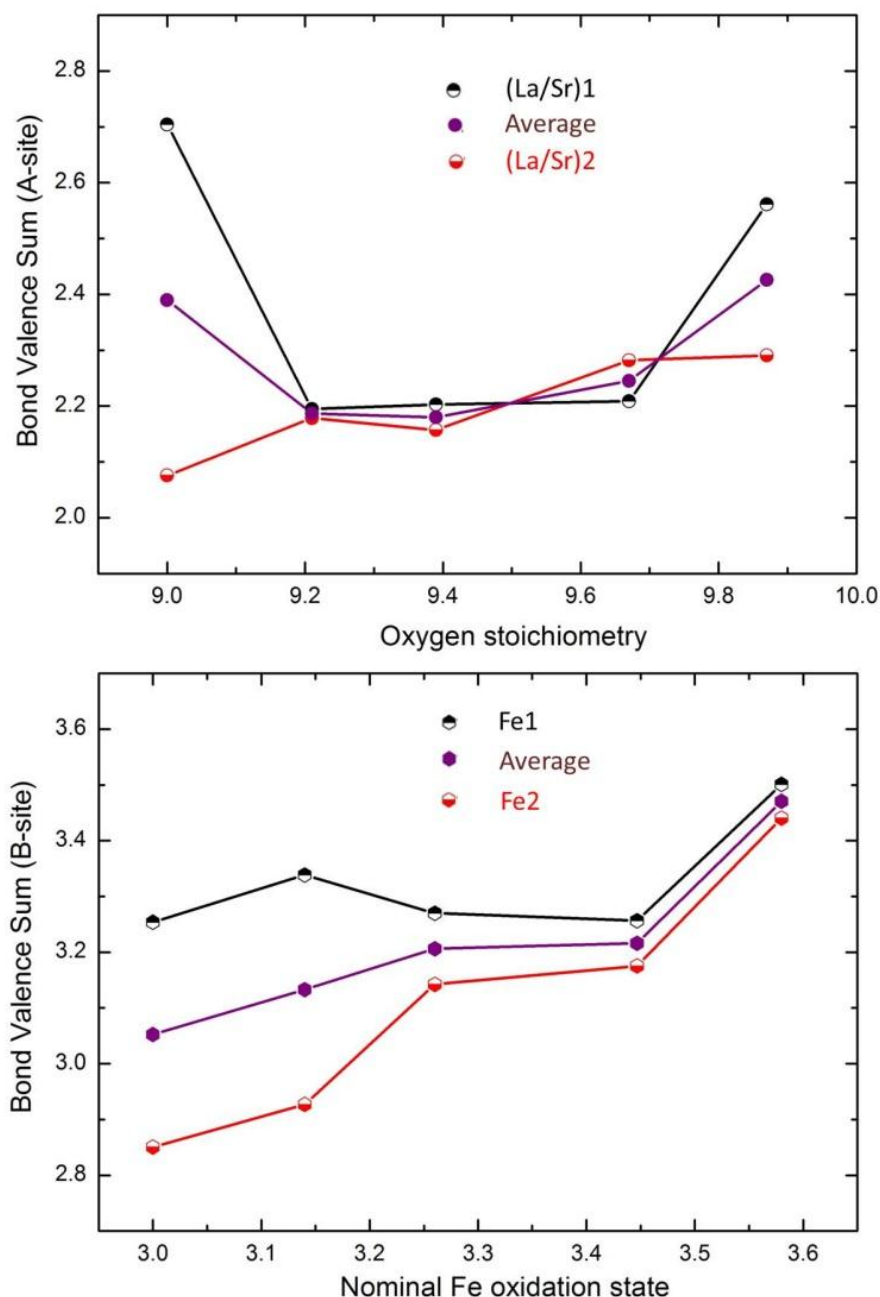 2.8
2.6
2.4
2.2
2.0
Bond Valence Sum (A-site)
(La/Sr)1
Average
(La/Sr)2
9.0 9.2 9.4 9.6 9.8 10.0
Oxygen stoichiometry
3.6
3.4
3.2
3.0
2.8
Bond Valence Sum (B-site)
Fe1
Average
Fe2
3.0 3.1 3.2 3.3 3.4 3.5 3.6
Nominal Fe oxidation state